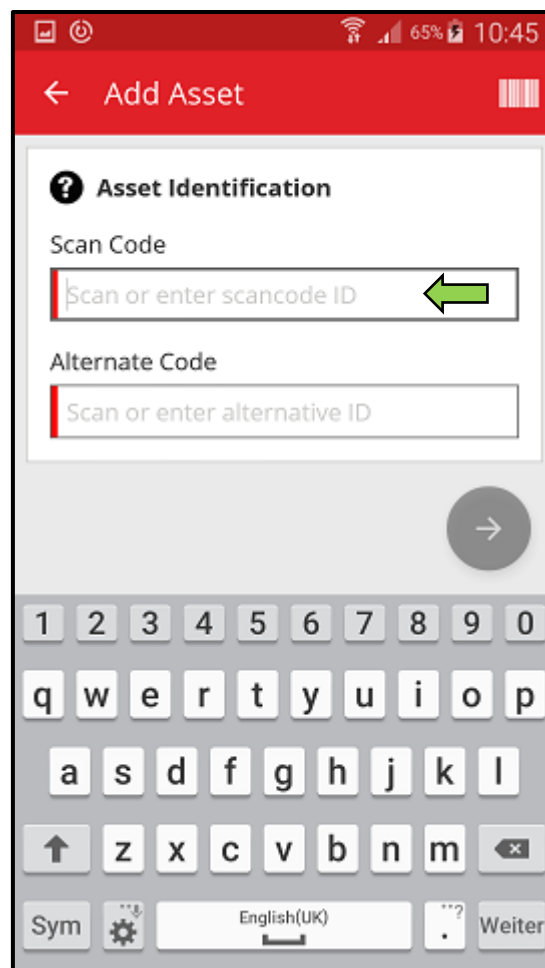 65% 10:45
Add Asset
? Asset Identification
Scan Code
Scan or enter scancode ID
Alternate Code
Scan or enter alternative ID
1 2 3 4 5 6 7 8 9 0
q w e r t y u i o p
a s d f g h j k l
z x c v b n m
Sym English(UK) . ? Weiter